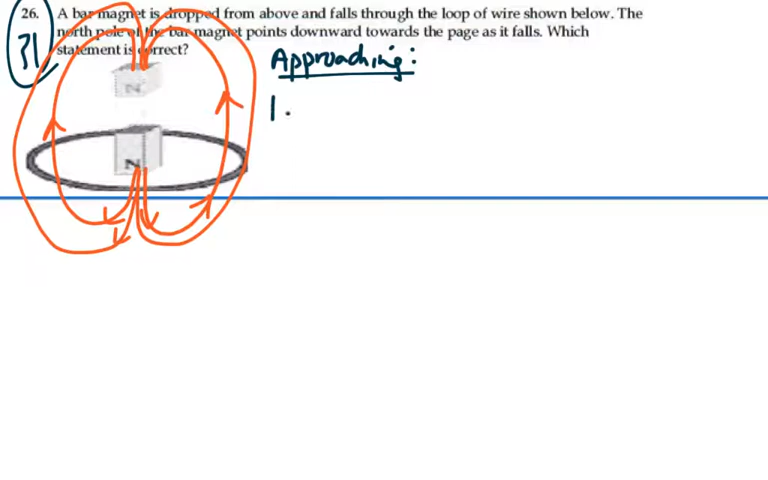 26. A bar magnet is dropped from above and falls through the loop of wire shown below. The
north pole of the bar magnet points downward towards the page as it falls. Which
statement is correct?
31
Approaching:
1.
N
N